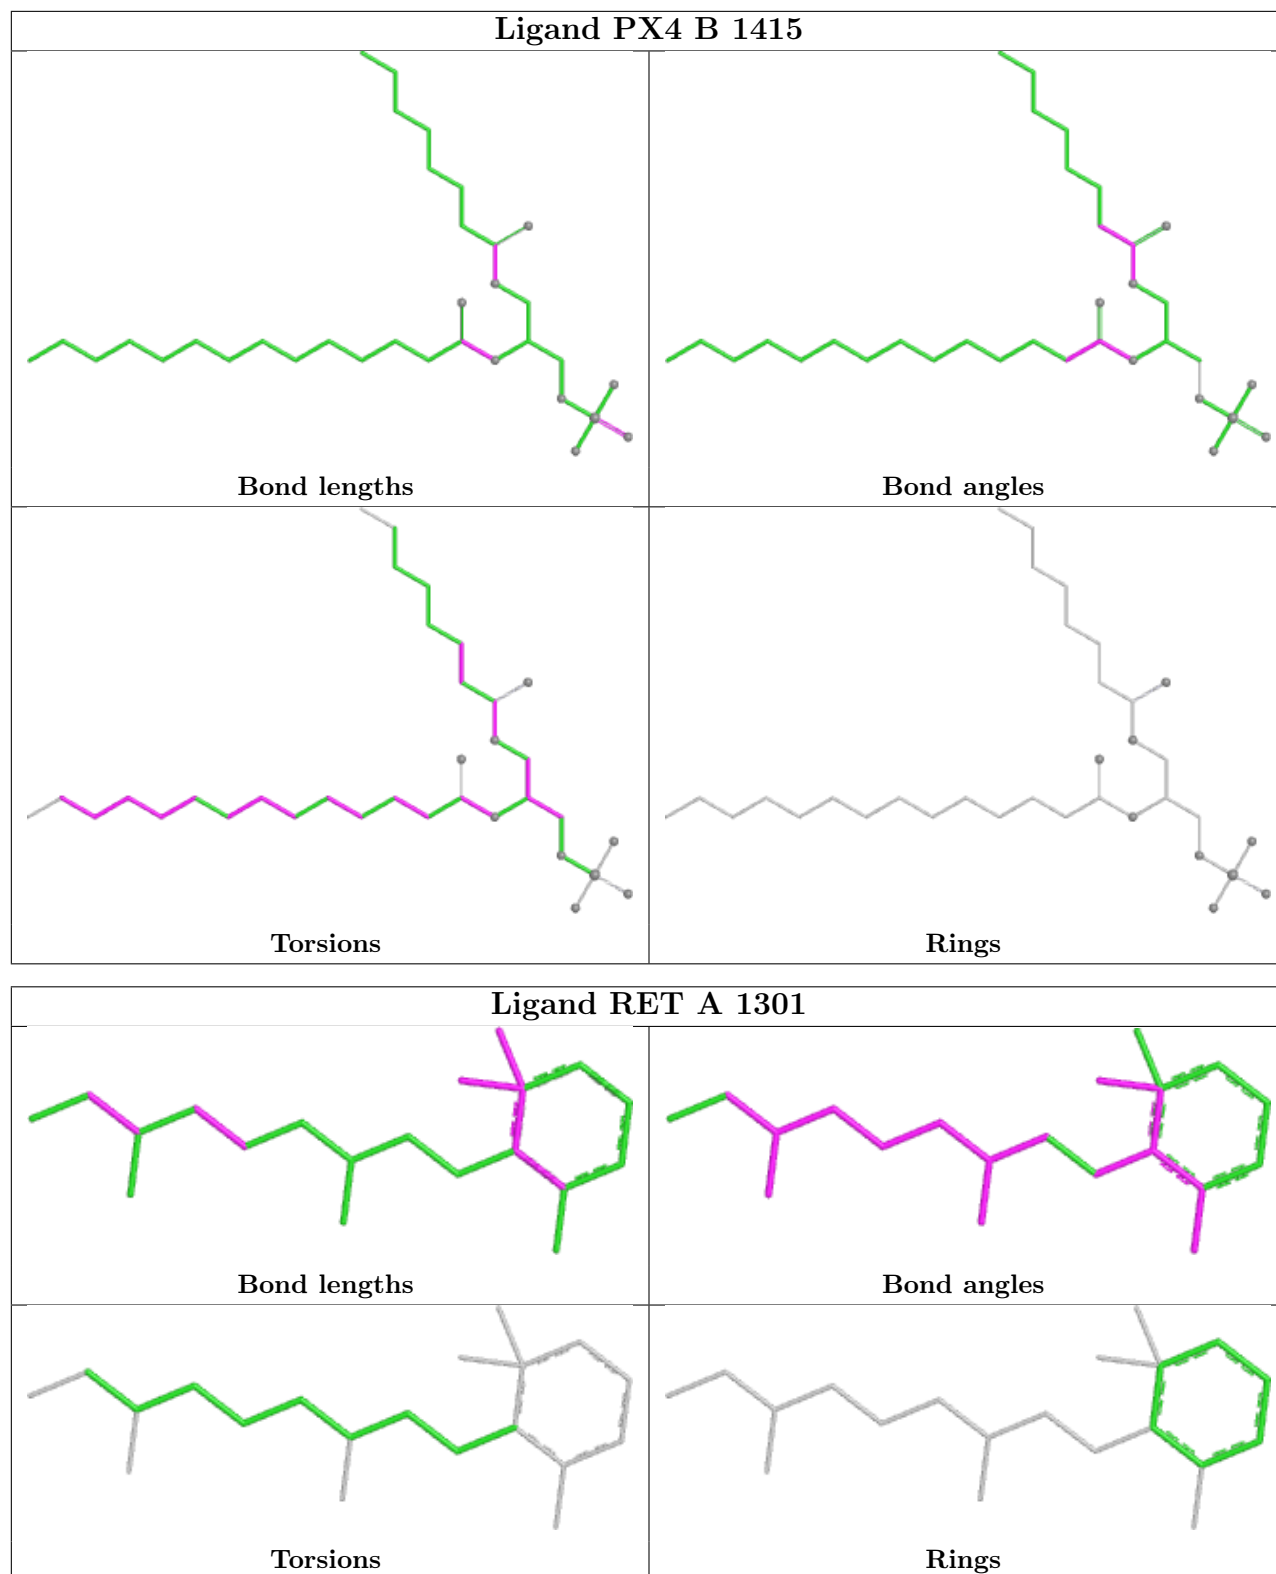 Ligand PX4 B 1415
Bond lengths
Bond angles
Torsions
Rings
Ligand RET A 1301
Bond lengths
Bond angles
Torsions
Rings